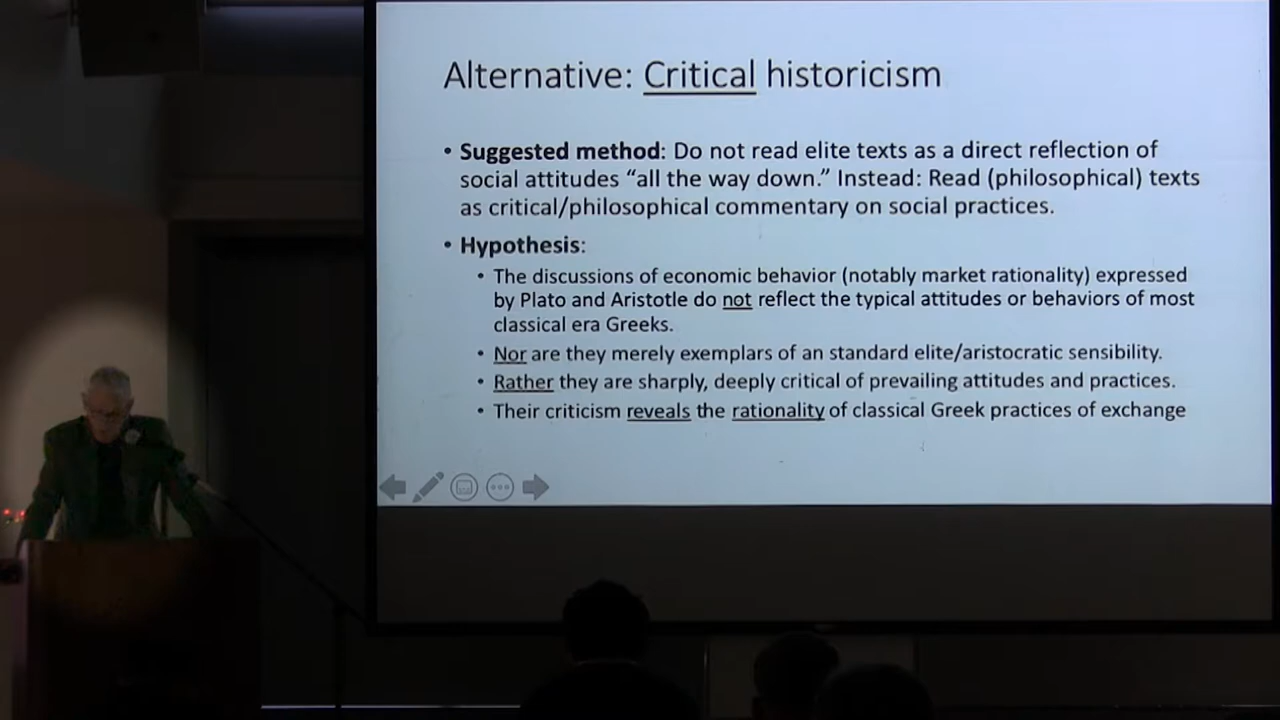 Alternative: Critical historicism
• Suggested method: Do not read elite texts as a direct reflection of
social attitudes “all the way down.” Instead: Read (philosophical) texts
as critical/philosophical commentary on social practices.
• Hypothesis:
• The discussions of economic behavior (notably market rationality) expressed
by Plato and Aristotle do not reflect the typical attitudes or behaviors of most
classical era Greeks.
• Nor are they merely exemplars of an standard elite/aristocratic sensibility.
• Rather they are sharply, deeply critical of prevailing attitudes and practices.
• Their criticism reveals the rationality of classical Greek practices of exchange